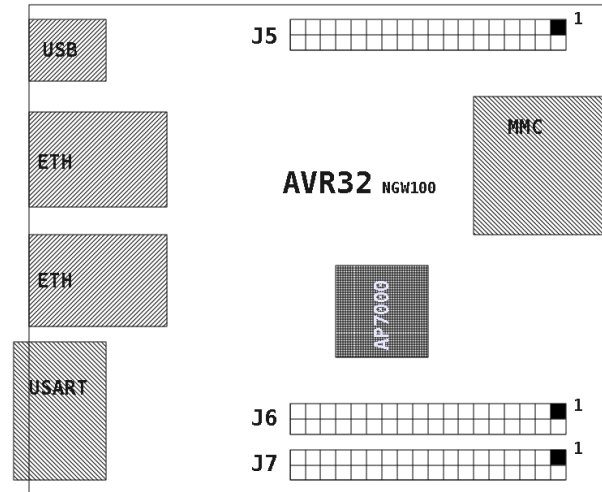 1
J5
USB
MMC
ETH
AVR32 NGW100
ETH
AP7000
USART
1
J6
1
J7